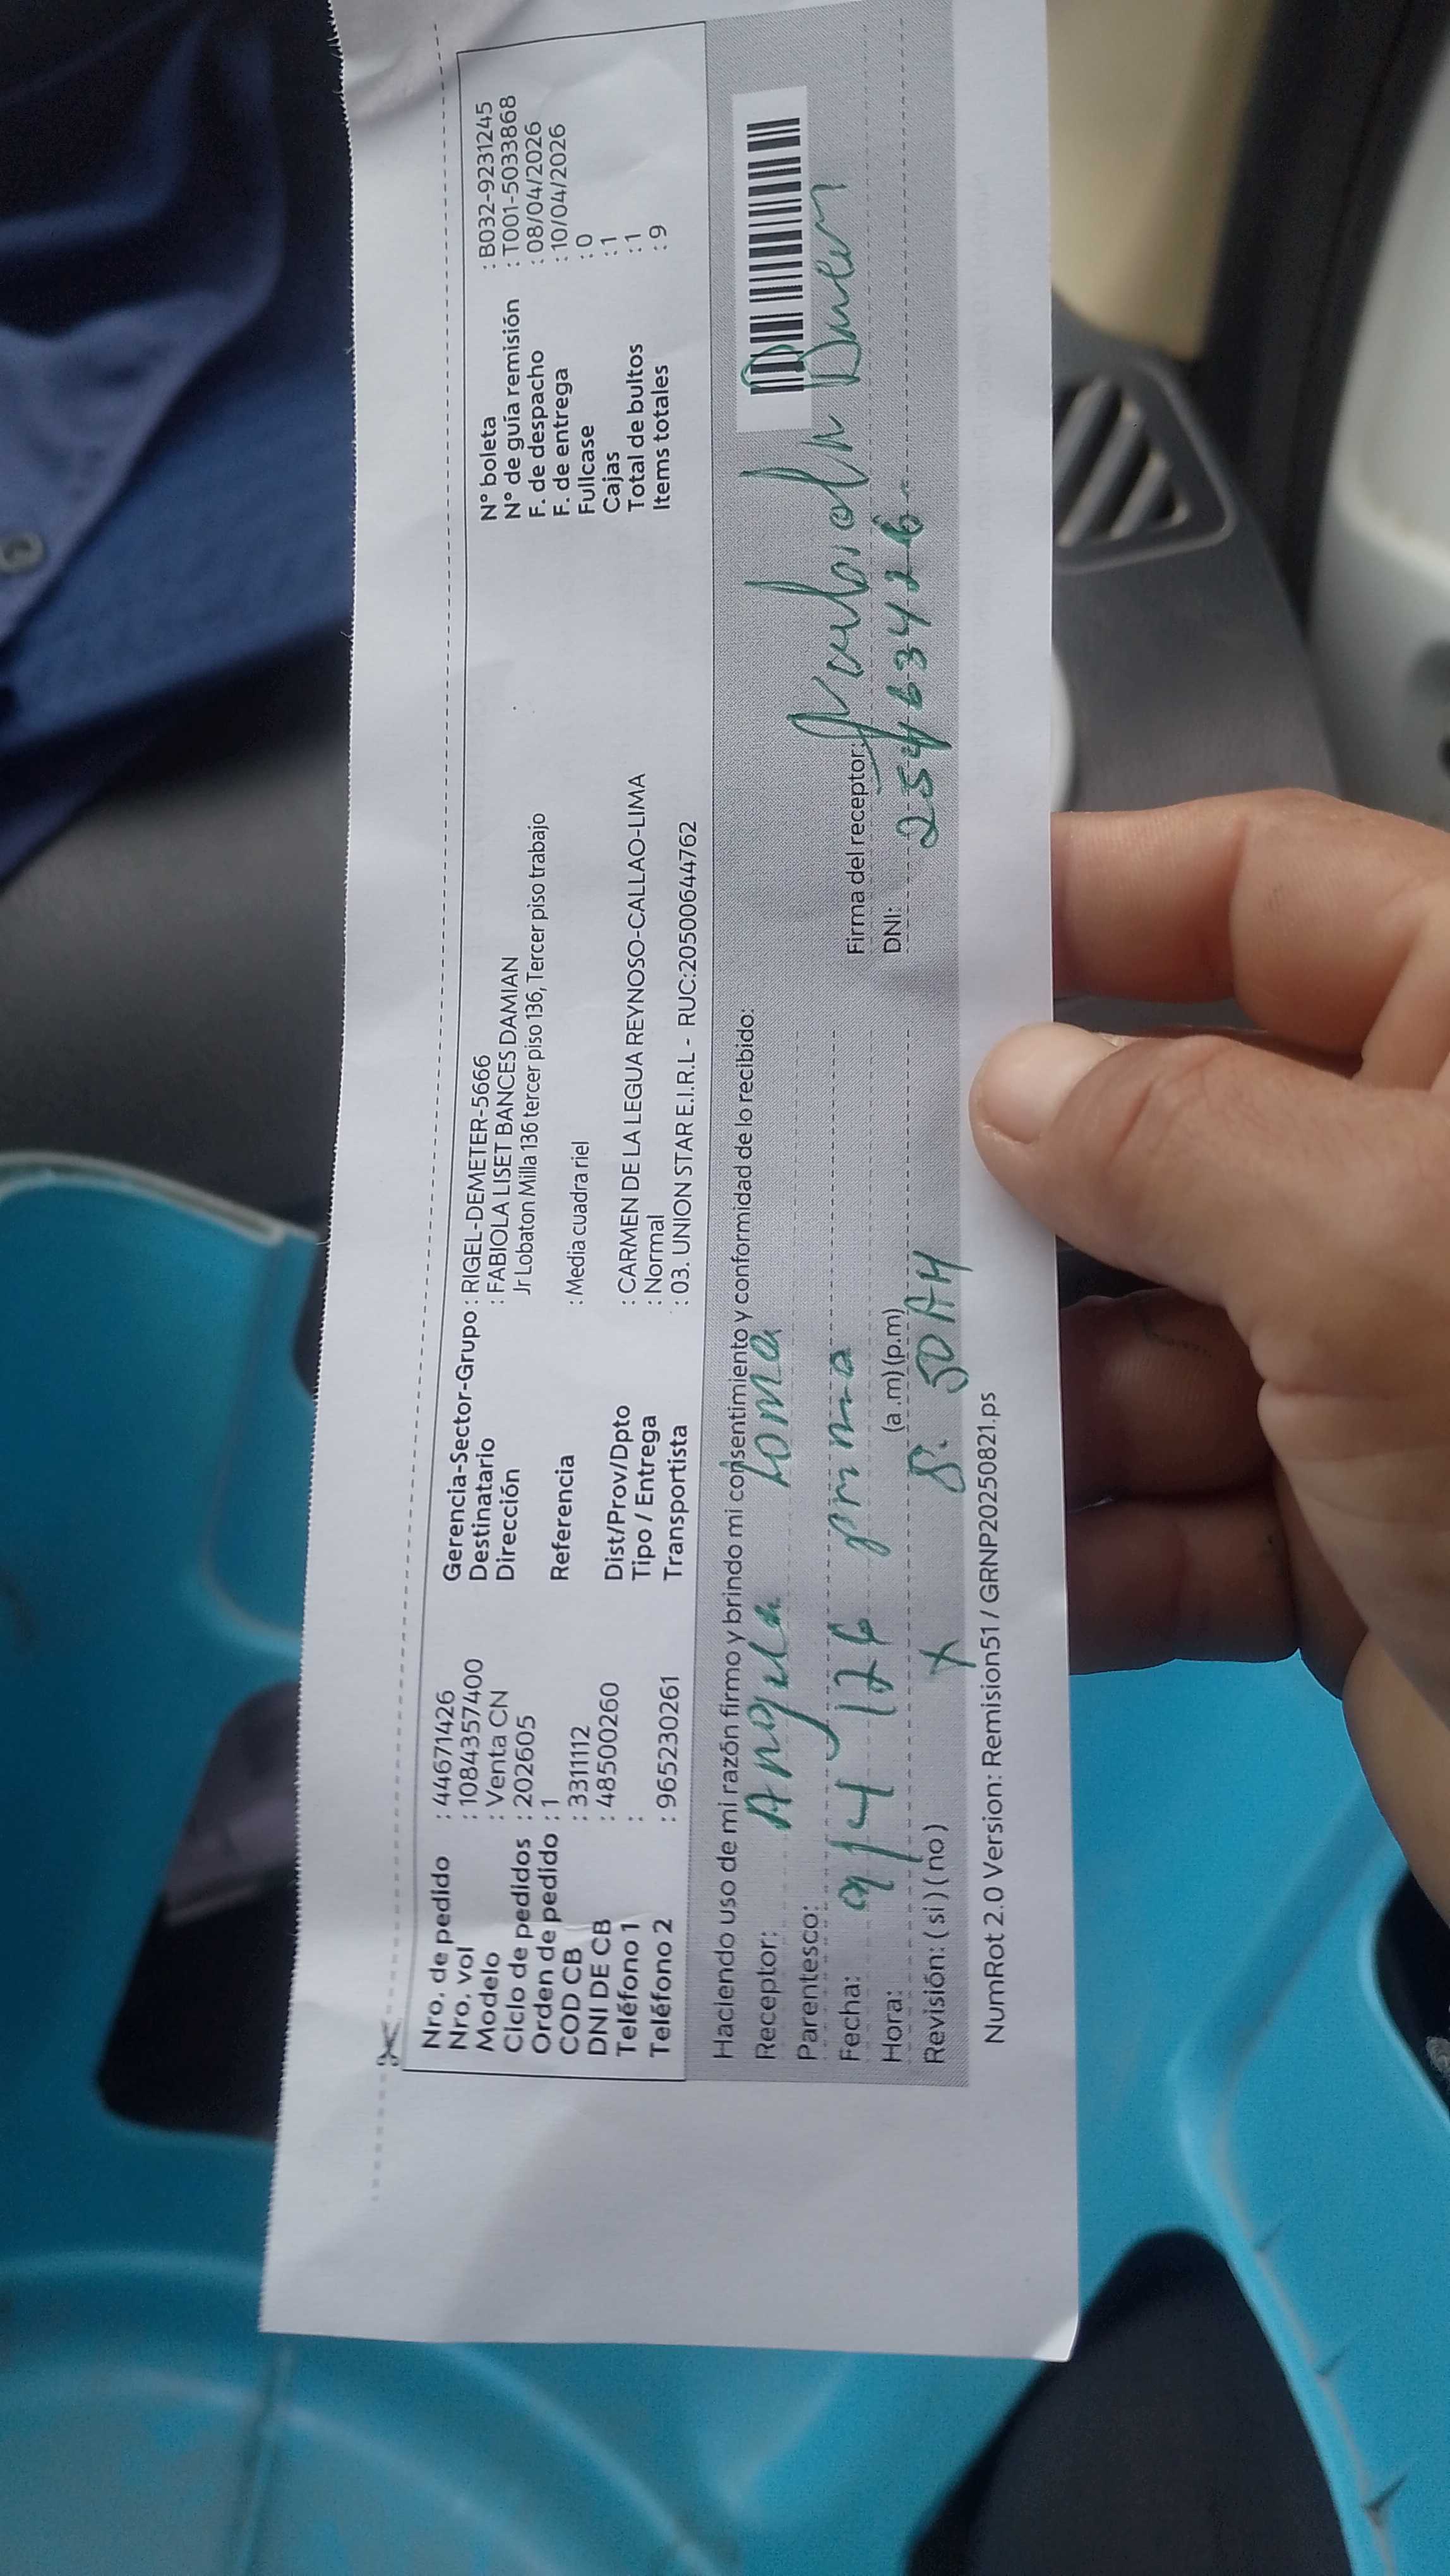 Nro. de pedido : 44671426
Nro. vol : 1084357400
Modelo : Venta CN
Ciclo de pedidos : 202605
Orden de pedido : 1
COD CB : 3311112
DNI DE CB : 48500260
Teléfono 1 :
Teléfono 2 : 965230261
Gerencia-Sector-Grupo : RIGEL-DEMETER-5666
Destinatario : FABIOLA LISET BANCES DAMIAN
Dirección Jr Lobaton Milla 136 tercer piso 136, Tercer piso trabajo
Referencia : Media cuadra riel
Dist/Prov/Dpto : CARMEN DE LA LEGUA REYNOSO-CALLAO-LIMA
Tipo / Entrega : Normal
Transportista : 03. UNION STAR E.I.R.L - RUC:20500644762
N° boleta : B032-9231245
N° de guía remisión : T001-5033868
F. de despacho : 08/04/2026
F. de entrega : 10/04/2026
Fullcase : 0
Cajas : 1
Total de bultos : 1
Items totales : 9
Haciendo uso de mi razón firmo y brindo mi consentimiento y conformidad de lo recibido:
Receptor: Angela Loma
Parentesco: prima
Fecha: 9/4/26
Hora: (a.m) (p.m) 8:50 AM
Revisión: ( si ) ( no ) X
Firma del receptor:
DNI: 25463426
NumRot 2.0 Version: Remision51 / GRNP20250821.ps